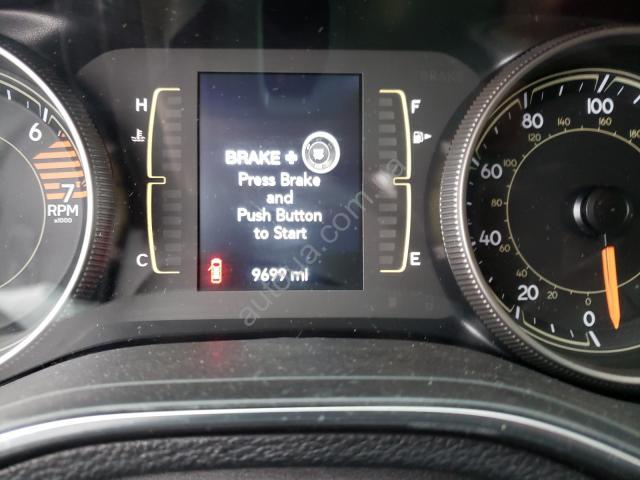 BRAKE
H
F
BRAKE +
Press Brake
and
Push Button
to Start
9699 mi
C
E
6
7
RPM
x1000
0
20
40
60
80
100
20
40
60
80
100
120
140
160
180
auto.ria.com